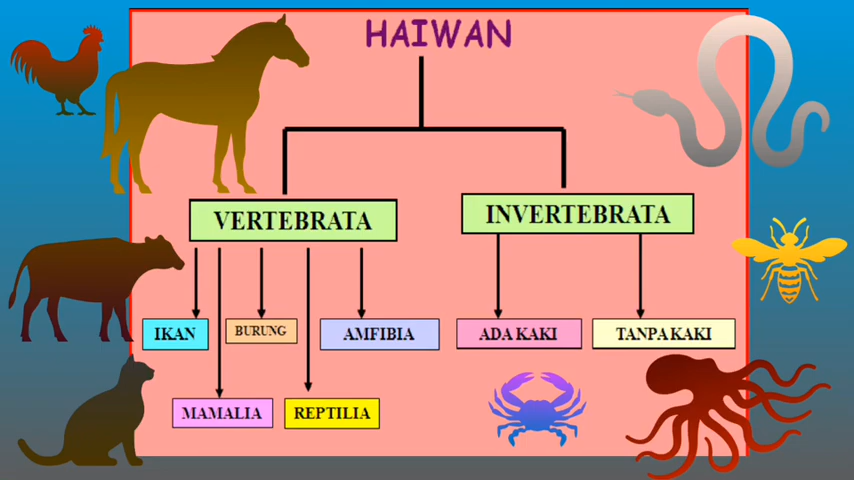 HAIWAN
VERTEBRATA
INVERTEBRATA
IKAN
BURUNG
AMFIBIA
ADA KAKI
TANPA KAKI
MAMALIA
REPTILIA